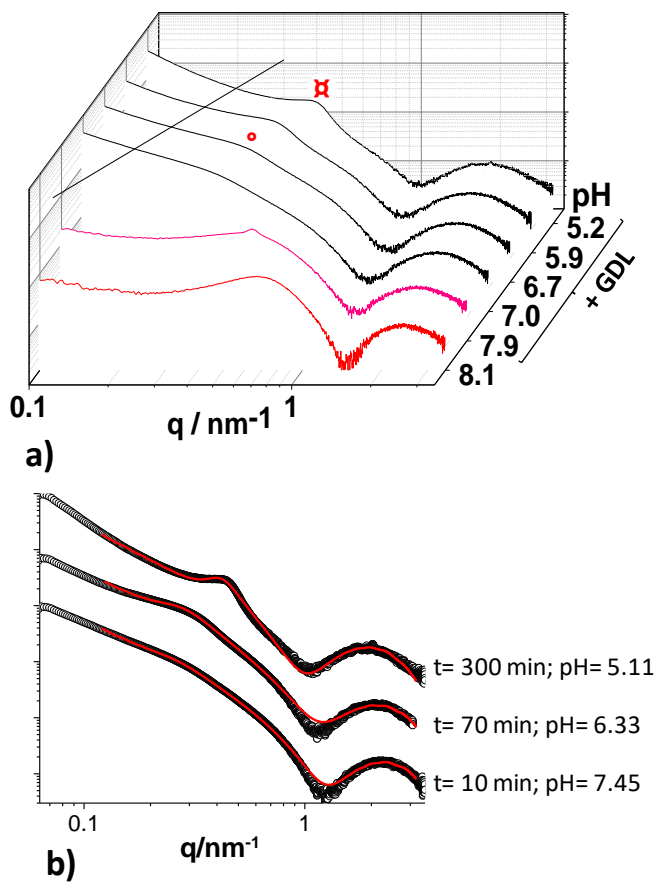 pH
5.2
5.9
6.7
7.0
7.9
8.1
+ GDL
0.1
1
q / nm-1
a)
t= 300 min; pH= 5.11
t= 70 min; pH= 6.33
t= 10 min; pH= 7.45
0.1
1
q/nm-1
b)